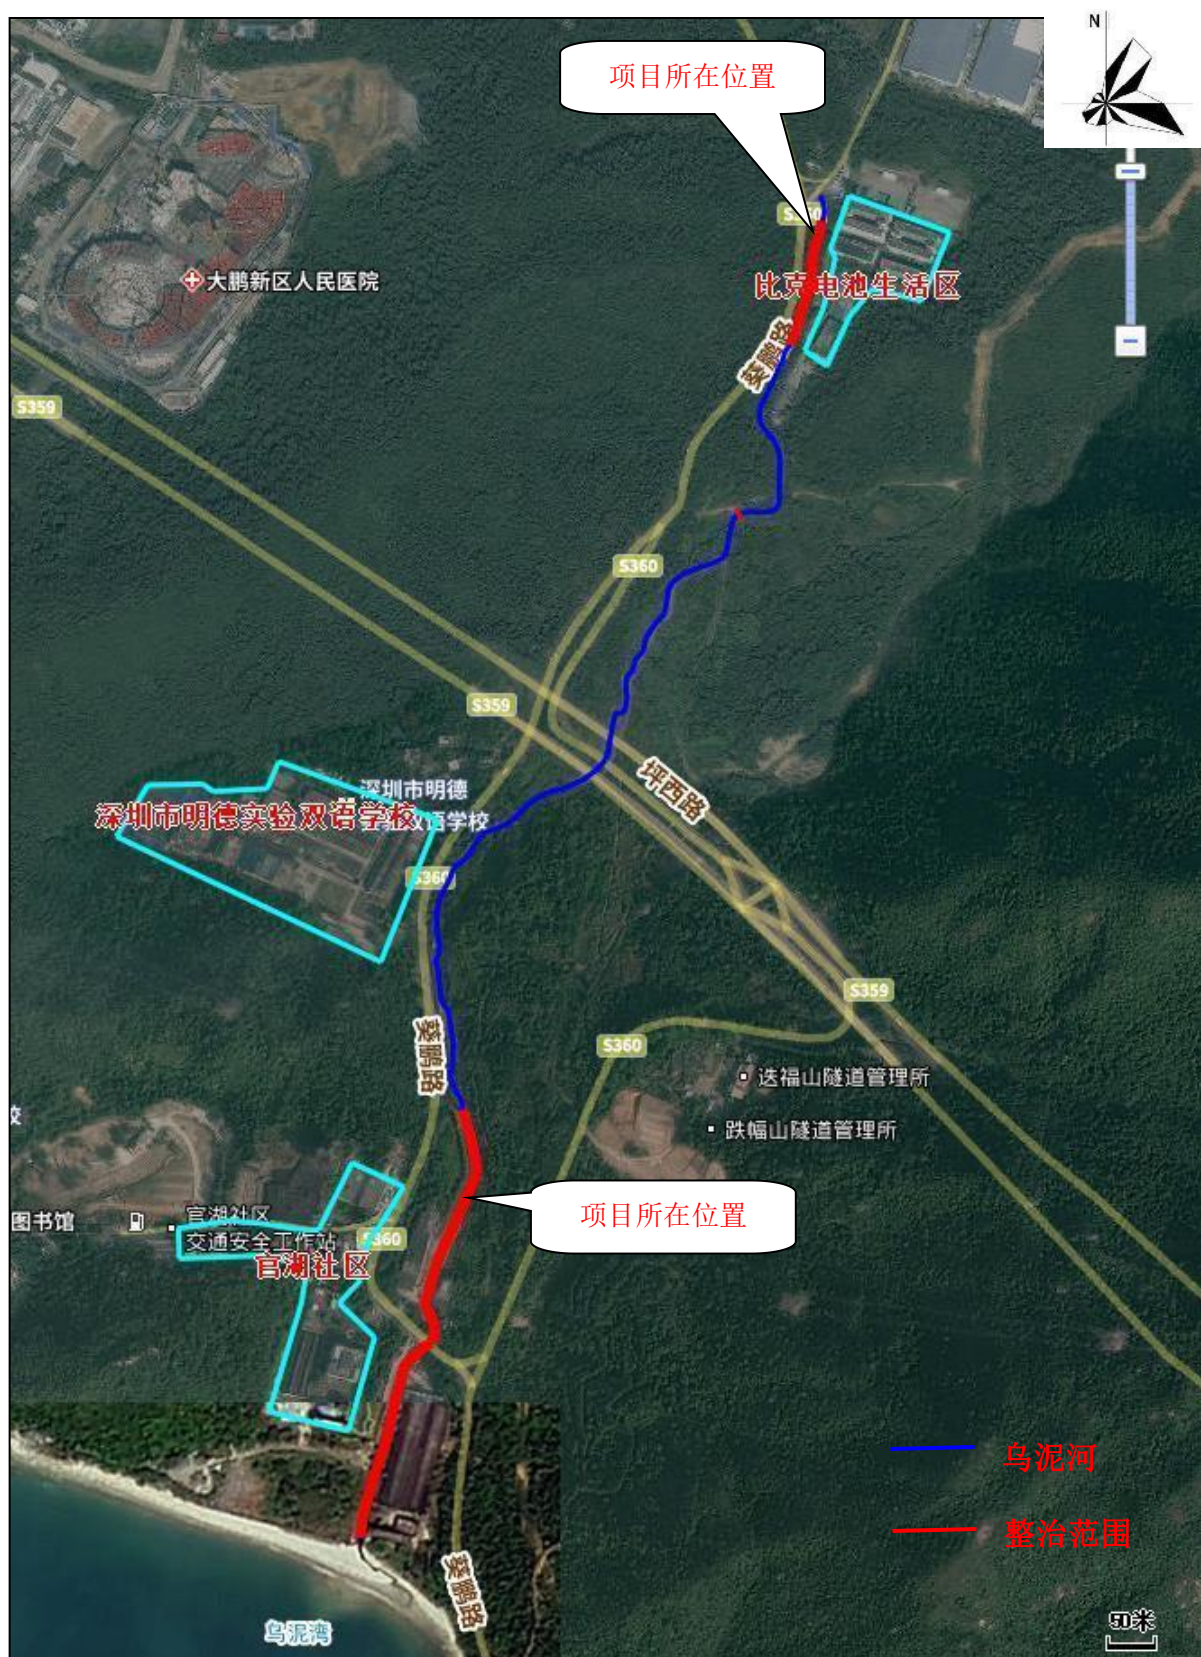 N
项目所在位置
S360
大鹏新区人民医院
比克电池生活区
葵鹏路
S359
S360
S359
坪西路
深圳市明德
深圳市明德实验双语学校
双语学校
S360
S359
葵鹏路
S360
迭福山隧道管理所
跌幅山隧道管理所
校
项目所在位置
官湖社区
图书馆
交通安全工作站
S360
官湖社区
乌泥河
整治范围
葵鹏路
乌泥湾
50米